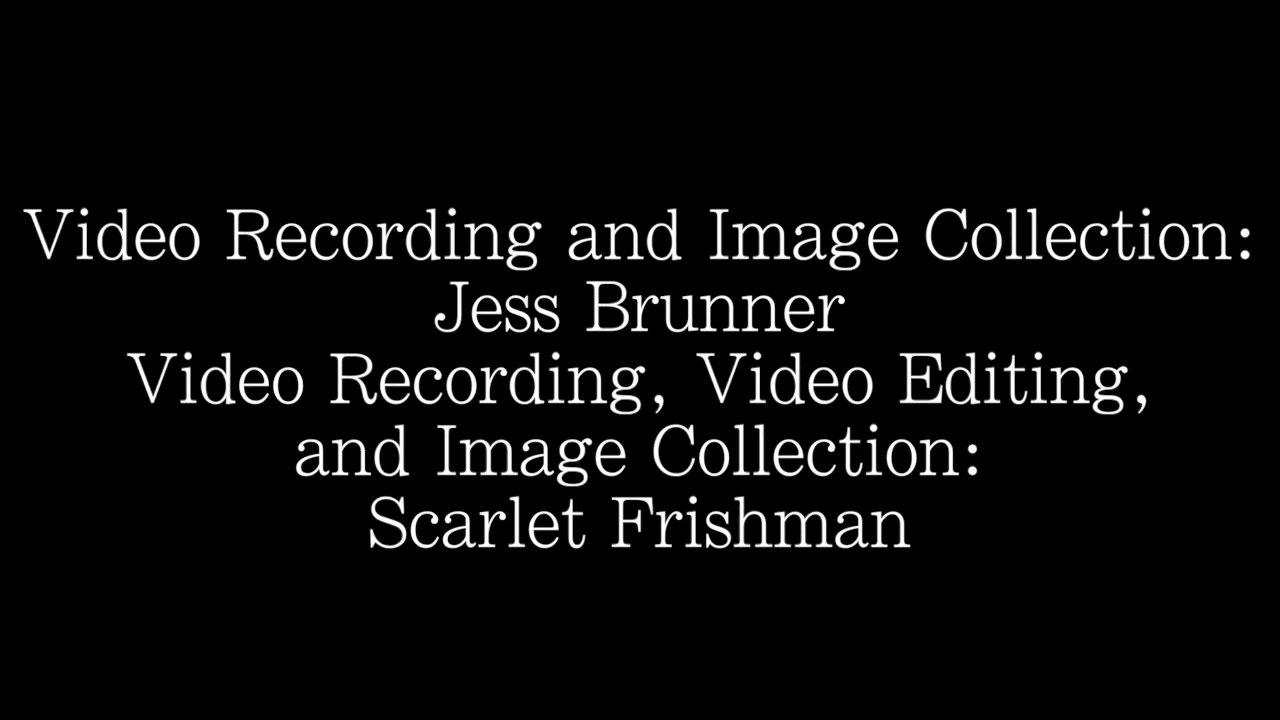 Video Recording and Image Collection:
Jess Brunner
Video Recording, Video Editing,
and Image Collection:
Scarlet Frishman